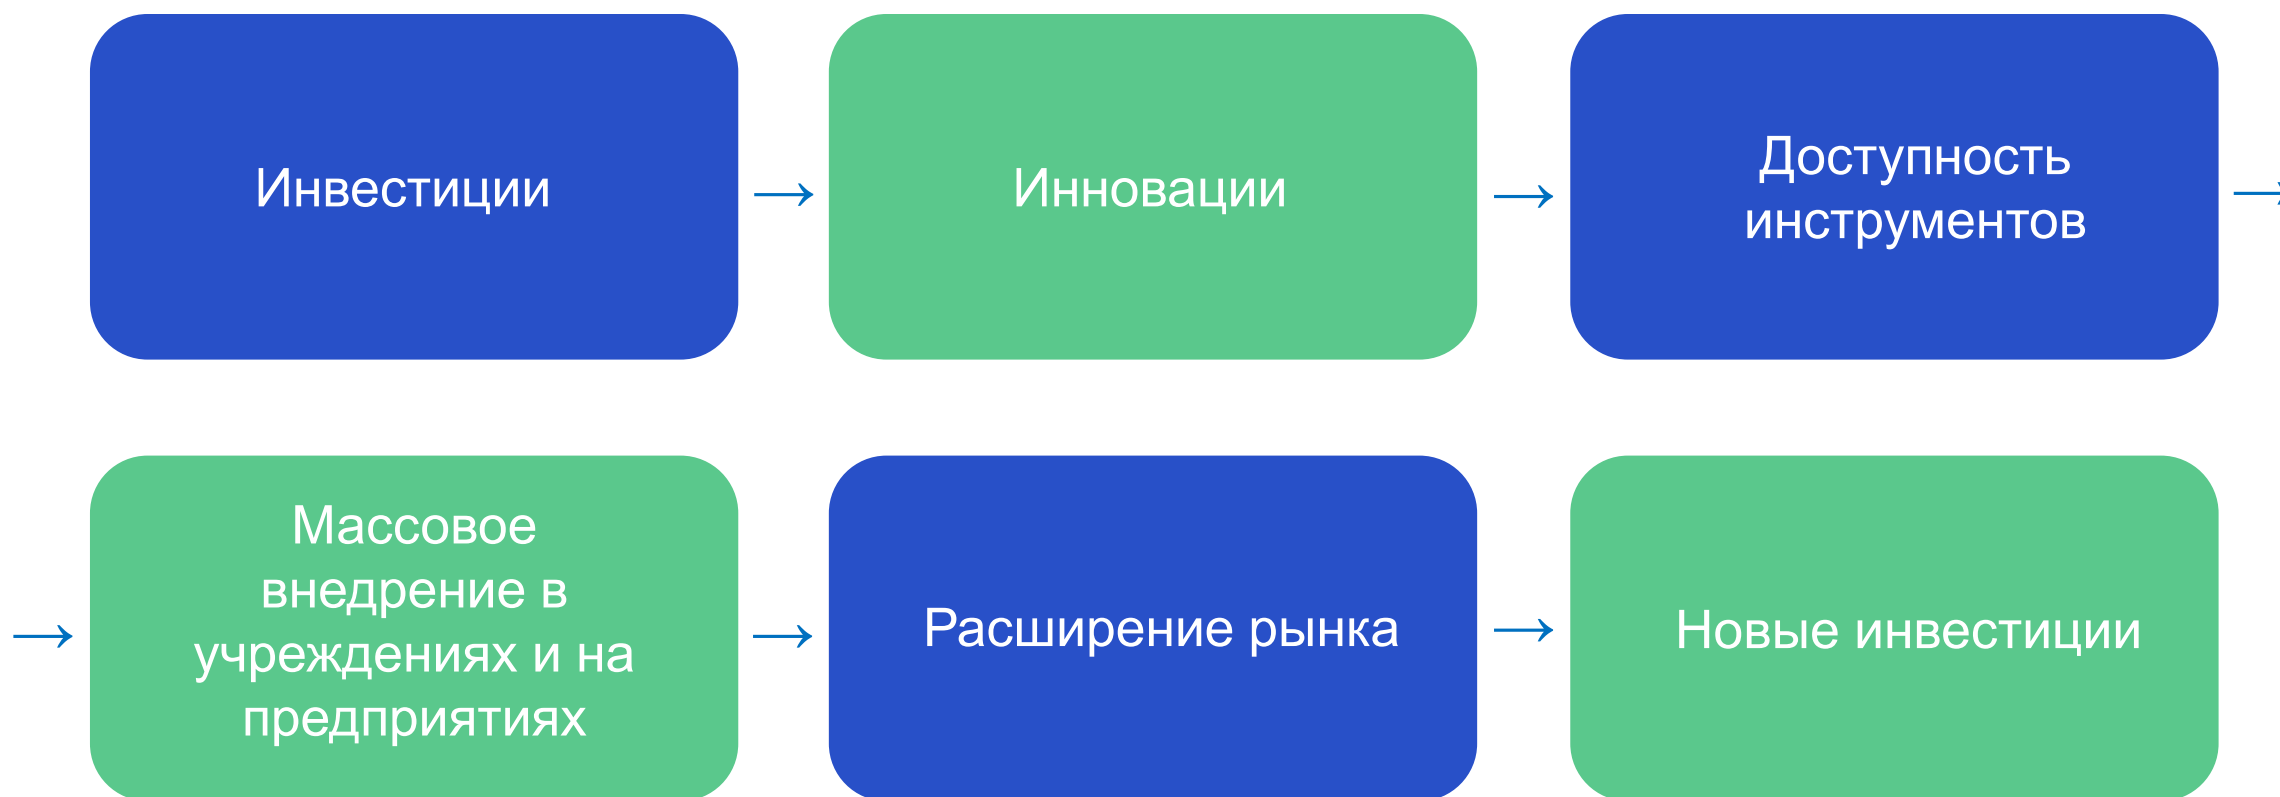 Инвестиции
Инновации
Доступность
инструментов
Массовое
внедрение в
учреждениях и на
предприятиях
Расширение рынка
Новые инвестиции